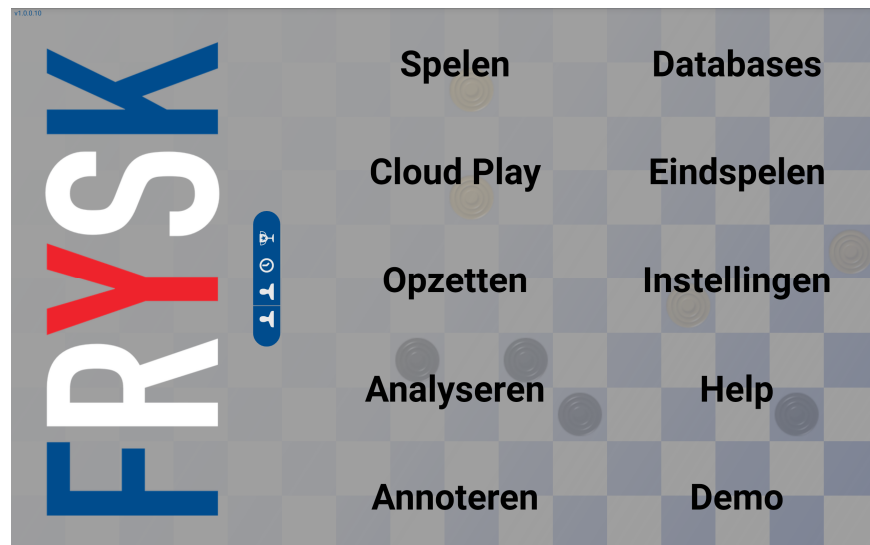 v1.0.0.10
FRYSK
Spelen
Databases
Cloud Play
Eindspelen
Opzetten
Instellingen
Analyseren
Help
Annoteren
Demo